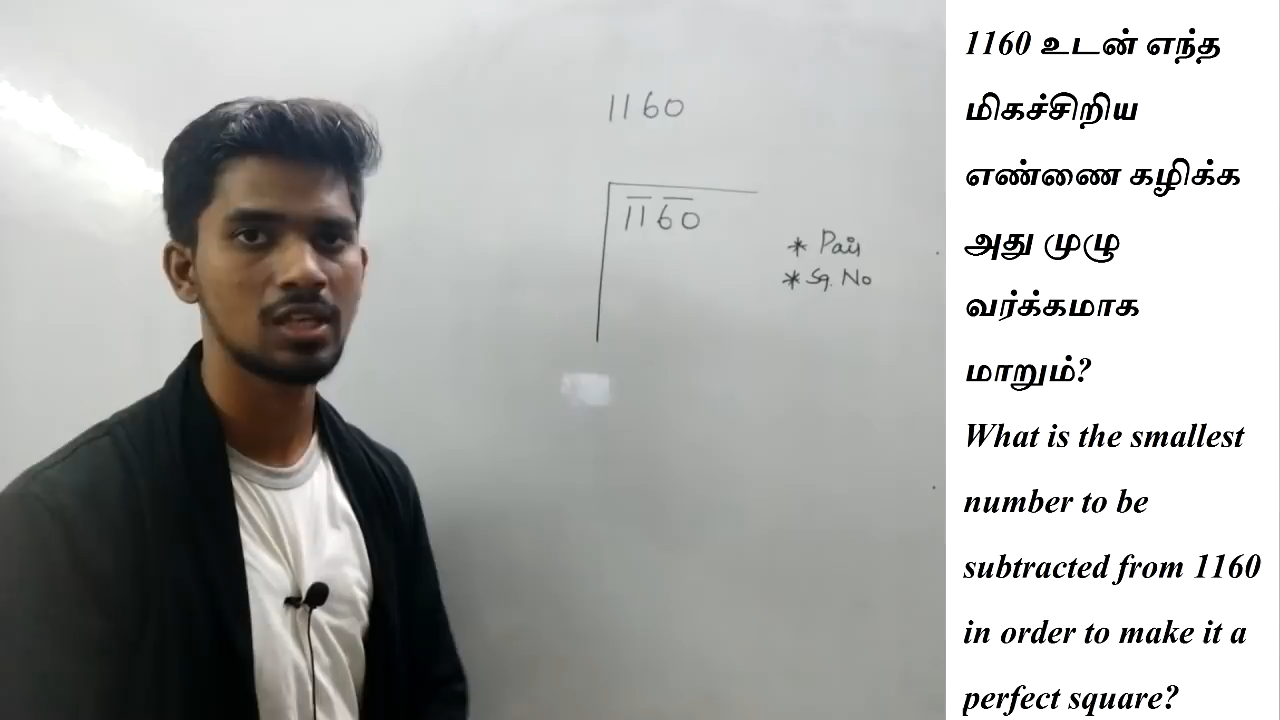 1160
1160
* Pair
* Sq. No
1160 உடன் எந்த
மிகச்சிறிய
எண்ணை கழிக்க
அது முழு
வர்க்கமாக
மாறும்?
What is the smallest
number to be
subtracted from 1160
in order to make it a
perfect square?